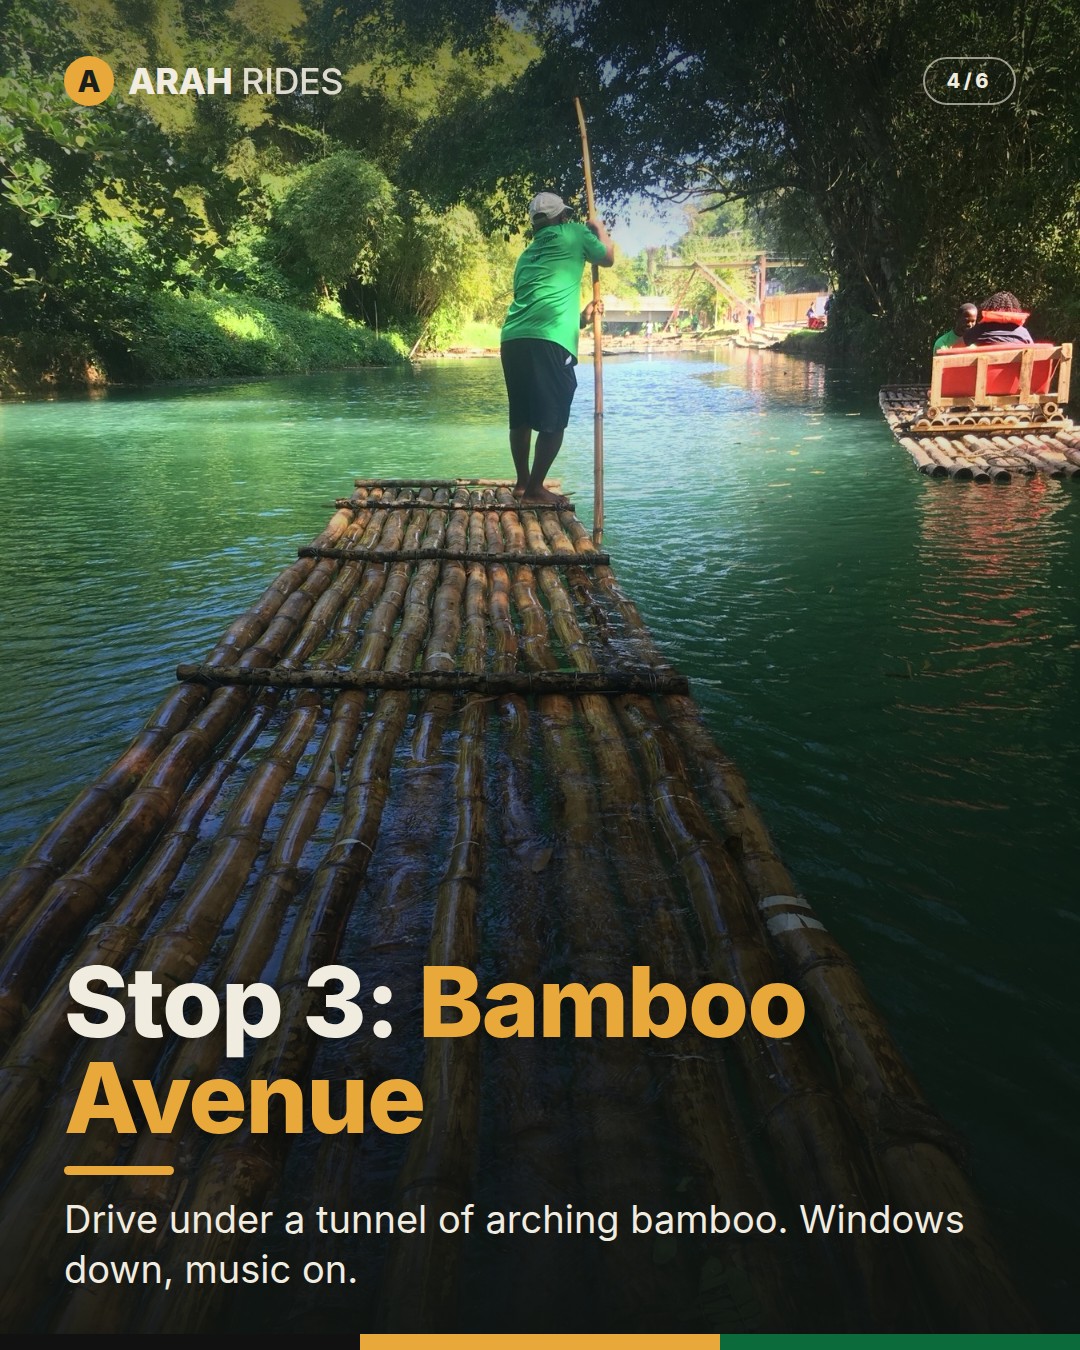 A ARAH RIDES
4/6
Stop 3: Bamboo
Avenue
Drive under a tunnel of arching bamboo. Windows
down, music on.